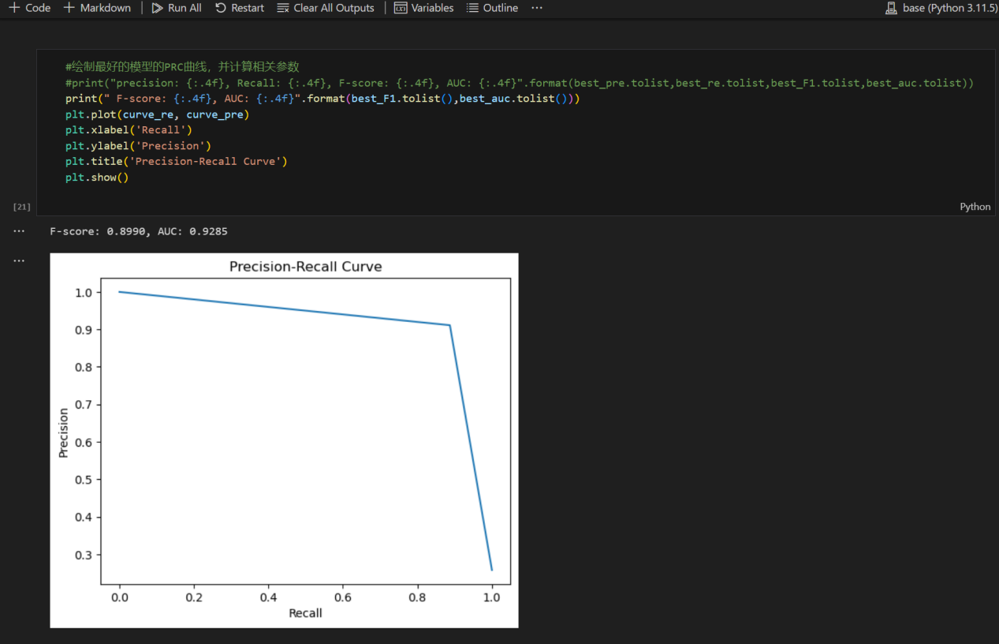 + Code + Markdown | Run All Restart Clear All Outputs | Variables Outline ... base (Python 3.11.5)
#绘制最好的模型的PRC曲线，并计算相关参数
#print("precision: {:.4f}, Recall: {:.4f}, F-score: {:.4f}, AUC: {:.4f}".format(best_pre.tolist,best_re.tolist,best_F1.tolist,best_auc.tolist))
print(" F-score: {:.4f}, AUC: {:.4f}".format(best_F1.tolist(),best_auc.tolist()))
plt.plot(curve_re, curve_pre)
plt.xlabel('Recall')
plt.ylabel('Precision')
plt.title('Precision-Recall Curve')
plt.show()
[21]
Python
... F-score: 0.8990, AUC: 0.9285
...
Precision-Recall Curve
1.0
0.9
0.8
0.7
0.6
0.5
0.4
0.3
Precision
0.0 0.2 0.4 0.6 0.8 1.0
Recall